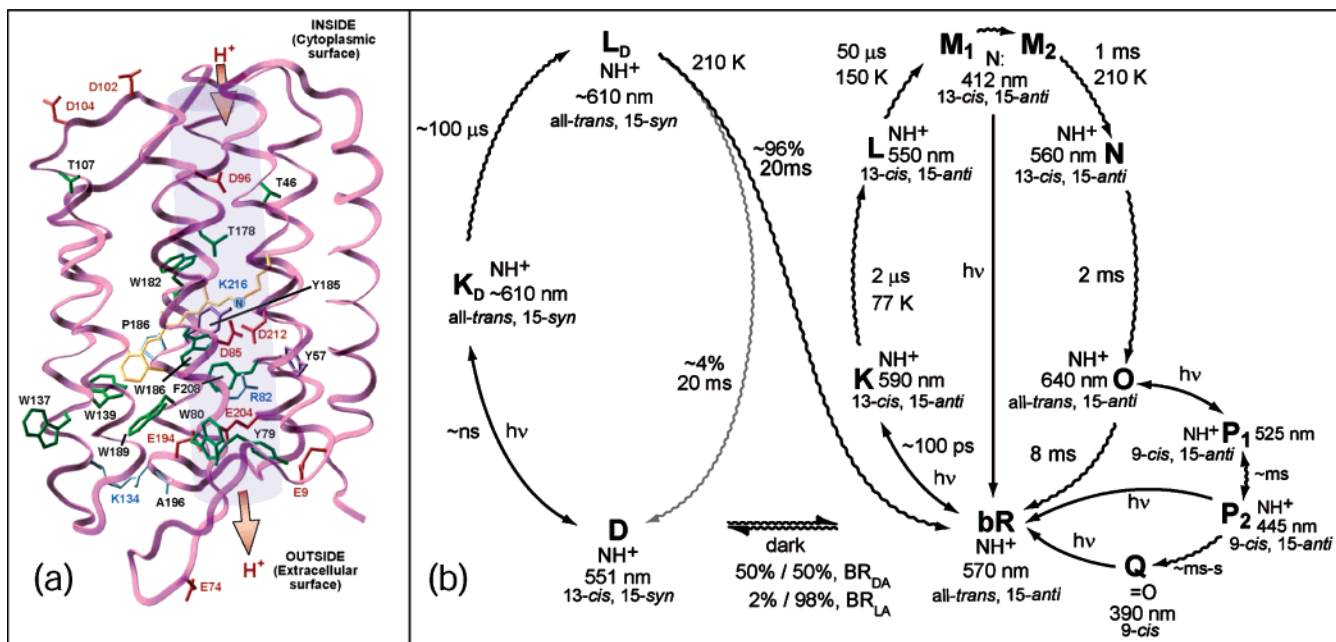 INSIDE
(Cytoplasmic
surface)
H⁺
D102
D104
T107
D96
T46
T178
W182
K216
N
Y185
P186
D85
D212
Y57
W186
F208
R82
W137
W139
W80
E204
Y79
W189
E194
E9
K134
A196
H⁺
OUTSIDE
(Extracellular
surface)
E74
(a)
L_D
NH⁺
~610 nm
all-trans, 15-syn
210 K
~100 μs
~96%
20ms
K_D NH⁺
~610 nm
all-trans, 15-syn
~4%
20 ms
~ns
hν
D
NH⁺
551 nm
13-cis, 15-syn
dark
50% / 50%, BR_DA
2% / 98%, BR_LA
(b)
M₁ M₂
N:
412 nm
13-cis, 15-anti
50 μs
150 K
1 ms
210 K
L NH⁺
550 nm
13-cis, 15-anti
NH⁺
560 nm N
13-cis, 15-anti
2 μs
77 K
hν
2 ms
K NH⁺
590 nm
13-cis, 15-anti
NH⁺
640 nm O
all-trans, 15-anti
hν
~100 ps
hν
8 ms
NH⁺ P₁ 525 nm
9-cis, 15-anti
~ms
hν
P₂ NH⁺
445 nm
9-cis, 15-anti
bR
NH⁺
570 nm
all-trans, 15-anti
hν
Q
=O
390 nm
9-cis
~ms-s